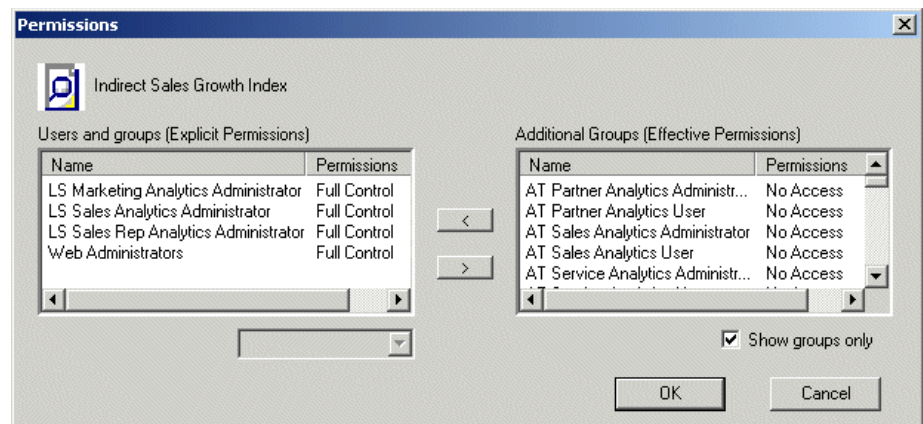 Permissions
Indirect Sales Growth Index
Users and groups (Explicit Permissions)
Name Permissions
LS Marketing Analytics Administrator Full Control
LS Sales Analytics Administrator Full Control
LS Sales Rep Analytics Administrator Full Control
Web Administrators Full Control
<
>
Additional Groups (Effective Permissions)
Name Permissions
AT Partner Analytics Administr... No Access
AT Partner Analytics User No Access
AT Sales Analytics Administrator No Access
AT Sales Analytics User No Access
AT Service Analytics Administr... No Access
Show groups only
OK Cancel